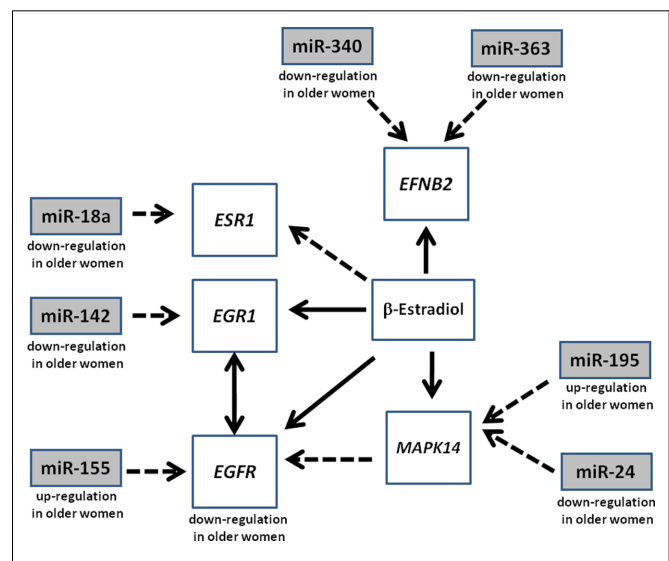 miR-340
down-regulation
in older women
miR-363
down-regulation
in older women
EFNB2
miR-18a
down-regulation
in older women
ESR1
miR-142
down-regulation
in older women
EGR1
β-Estradiol
miR-195
up-regulation
in older women
miR-155
up-regulation
in older women
EGFR
down-regulation
in older women
MAPK14
miR-24
down-regulation
in older women